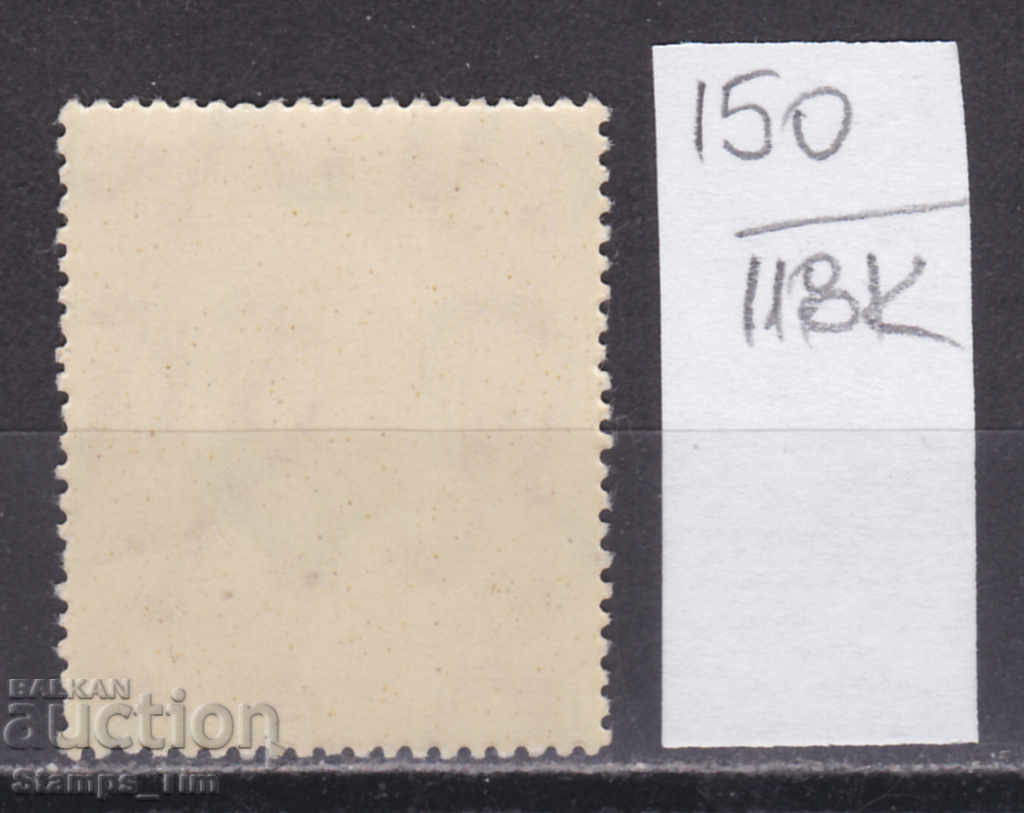 150
118K
BALKAN
auction
Stamps_Tim